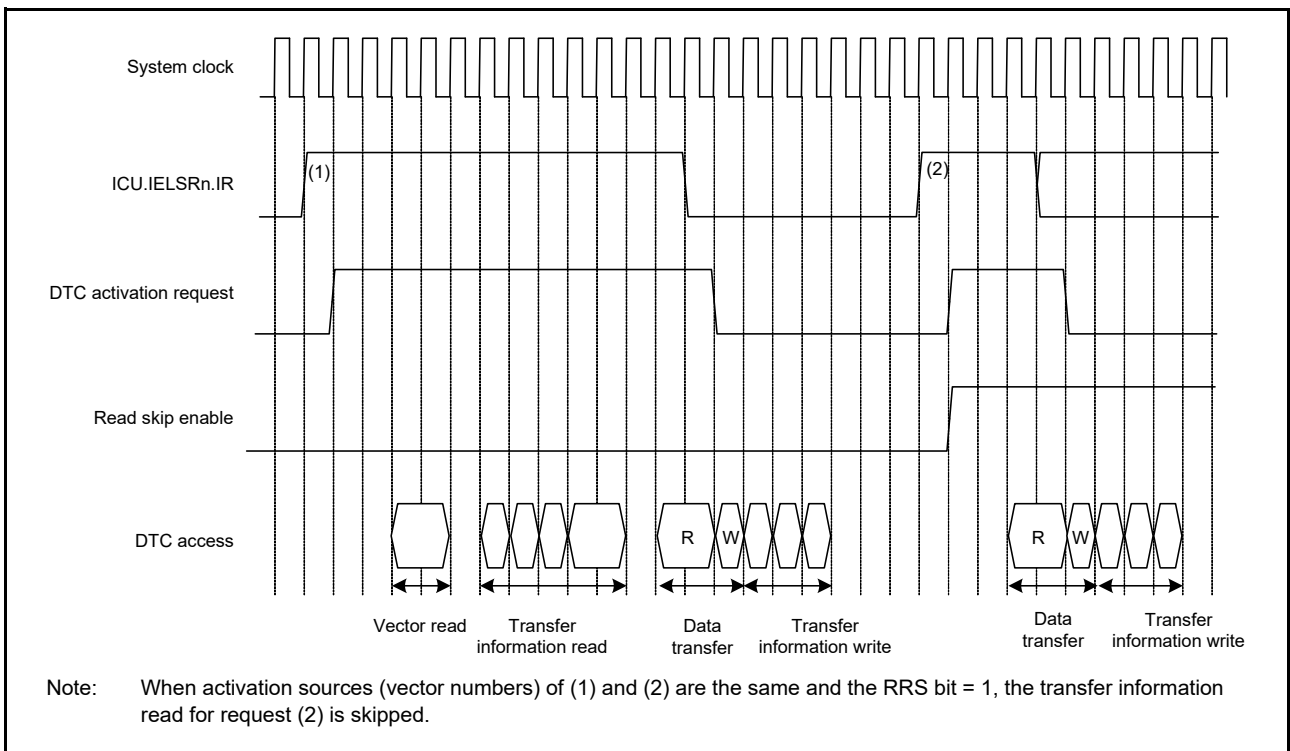 System clock
ICU.IELSRn.IR
(1)
(2)
DTC activation request
Read skip enable
DTC access
R
W
R
W
Vector read
Transfer
information read
Data
transfer
Transfer
information write
Data
transfer
Transfer
information write
Note: When activation sources (vector numbers) of (1) and (2) are the same and the RRS bit = 1, the transfer information
read for request (2) is skipped.